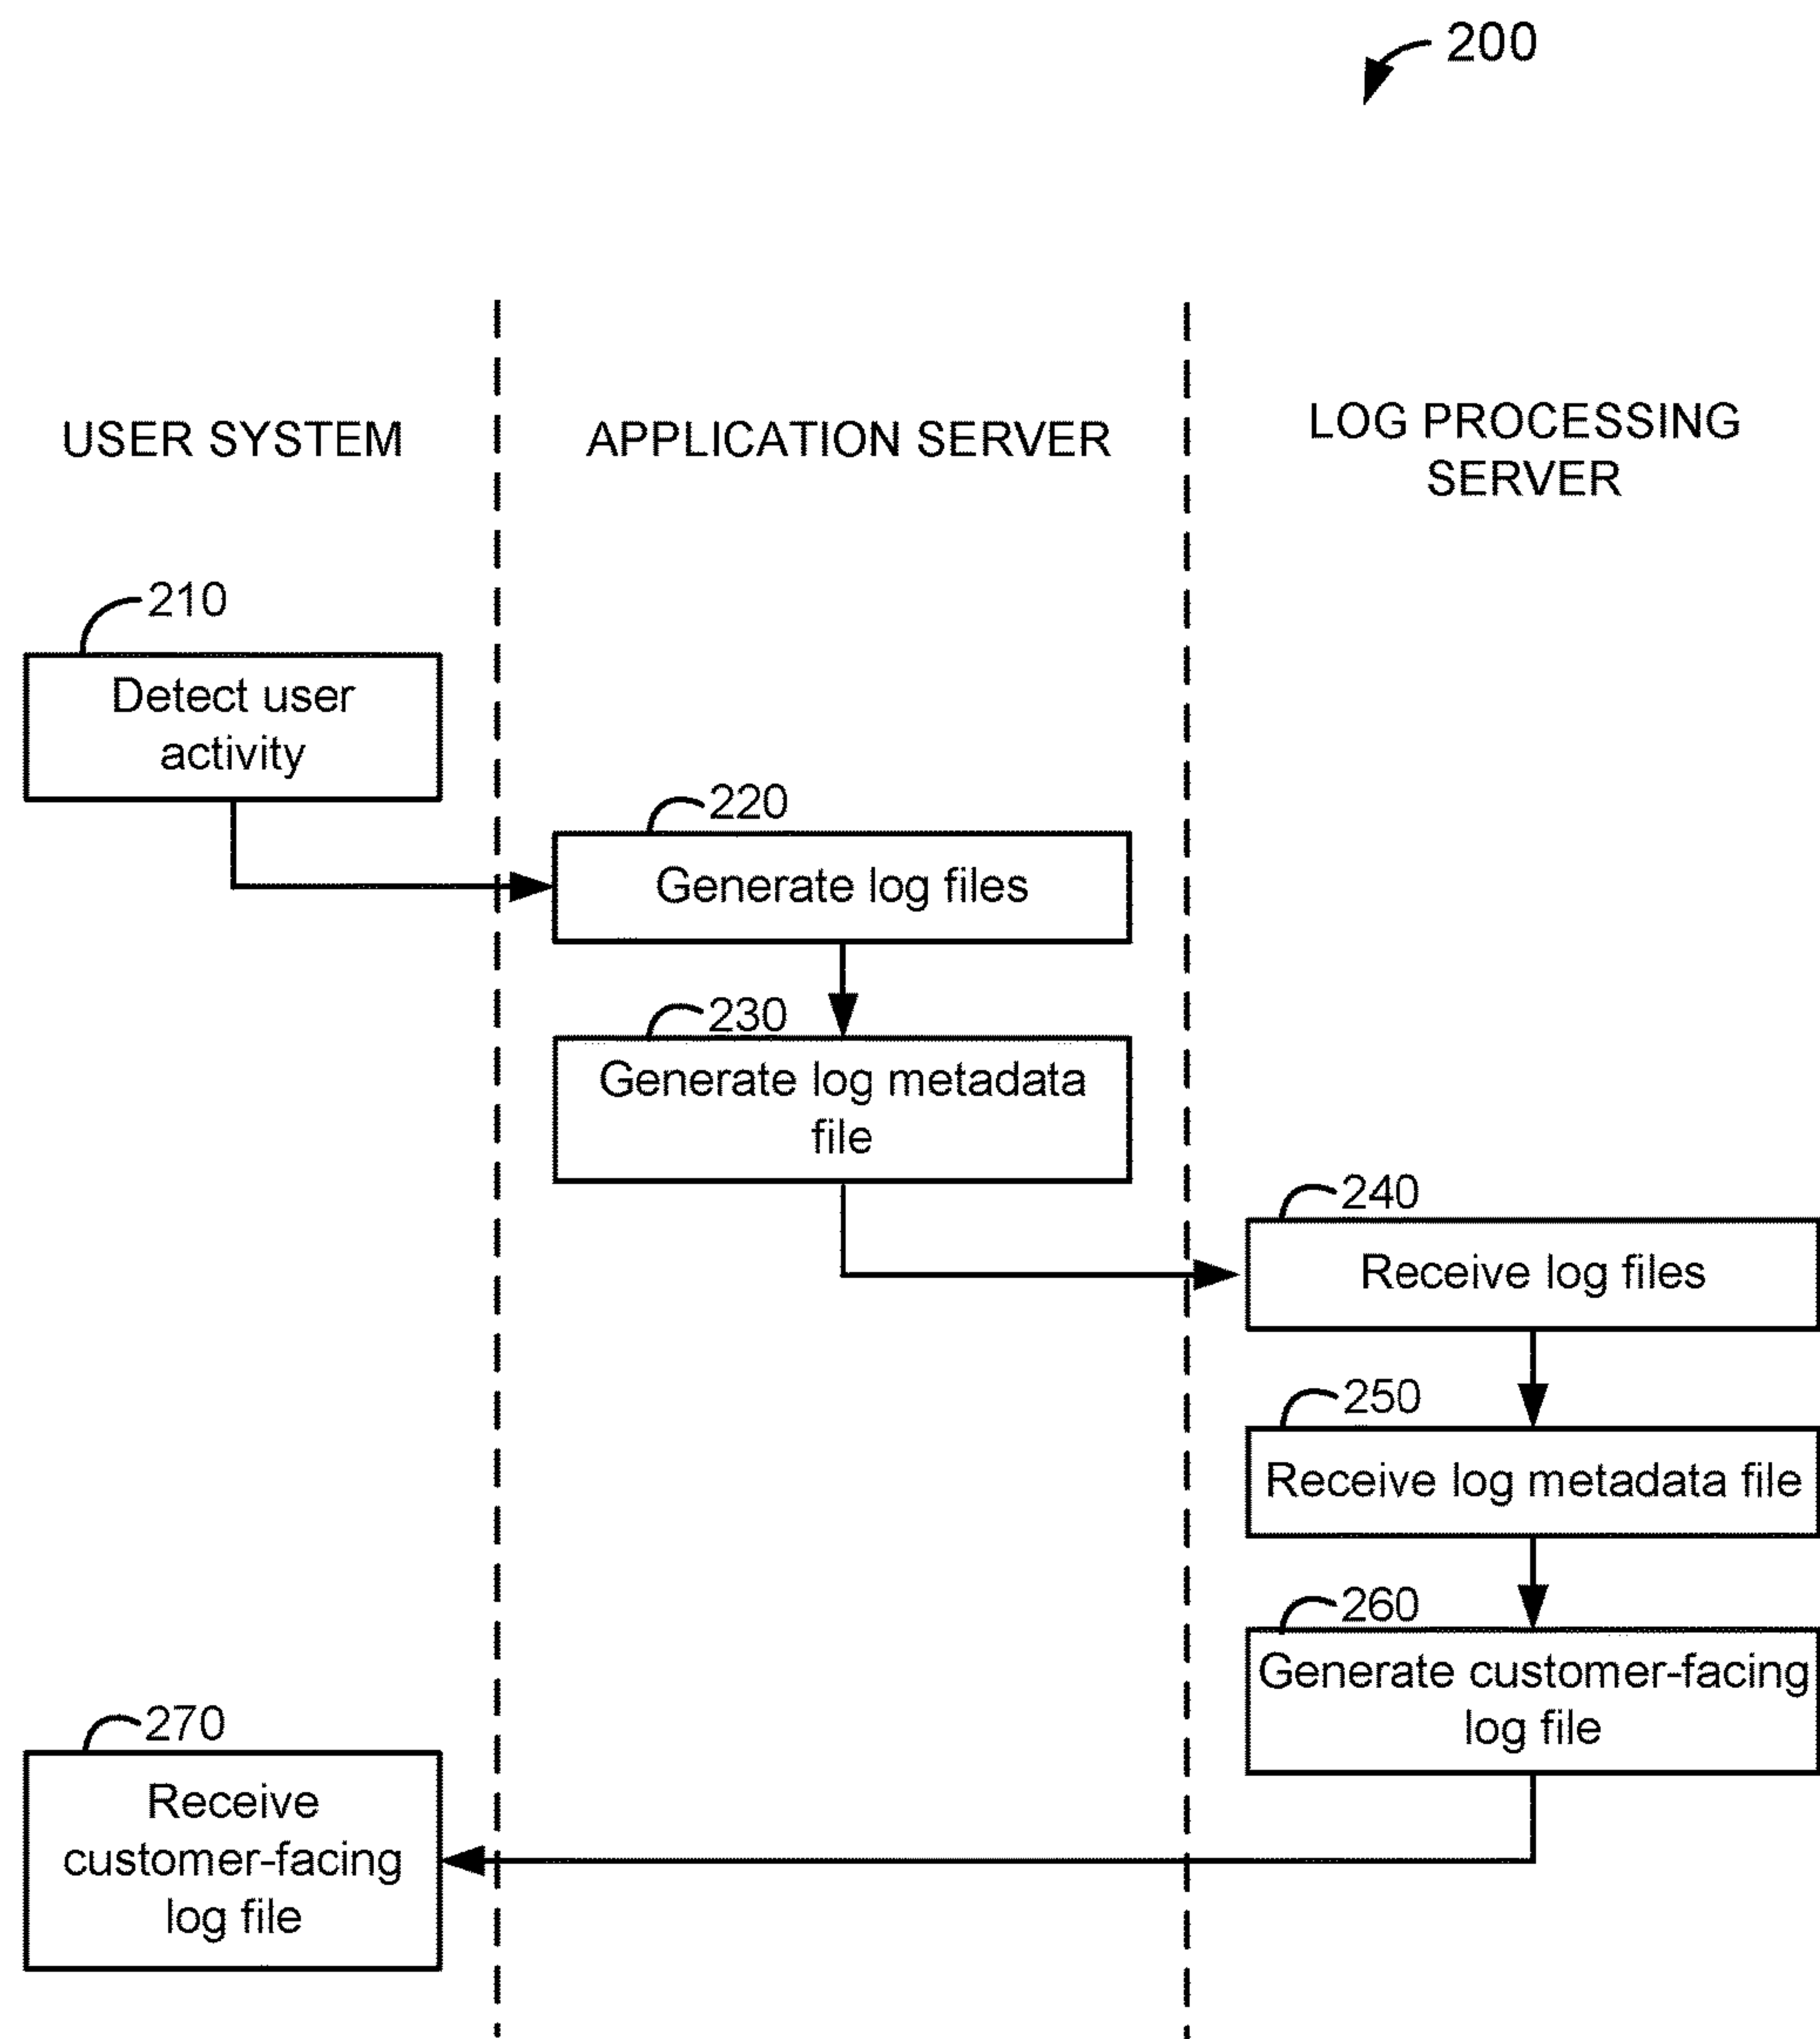 200
USER SYSTEM
APPLICATION SERVER
LOG PROCESSING
SERVER
210
Detect user
activity
220
Generate log files
230
Generate log metadata
file
240
Receive log files
250
Receive log metadata file
260
Generate customer-facing
log file
270
Receive
customer-facing
log file